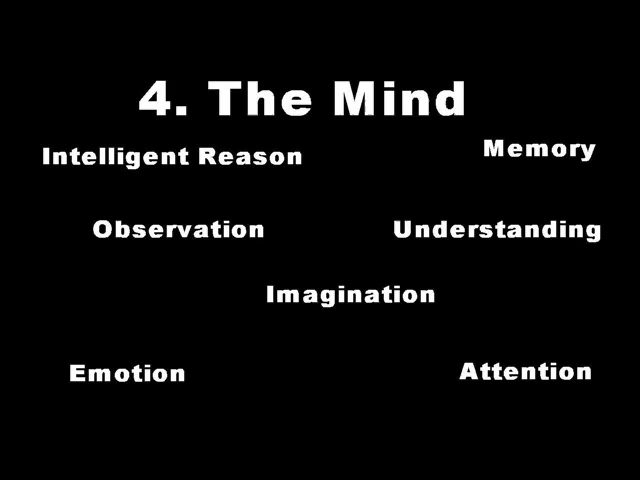 4. The Mind
Intelligent Reason
Memory
Observation
Understanding
Imagination
Emotion
Attention